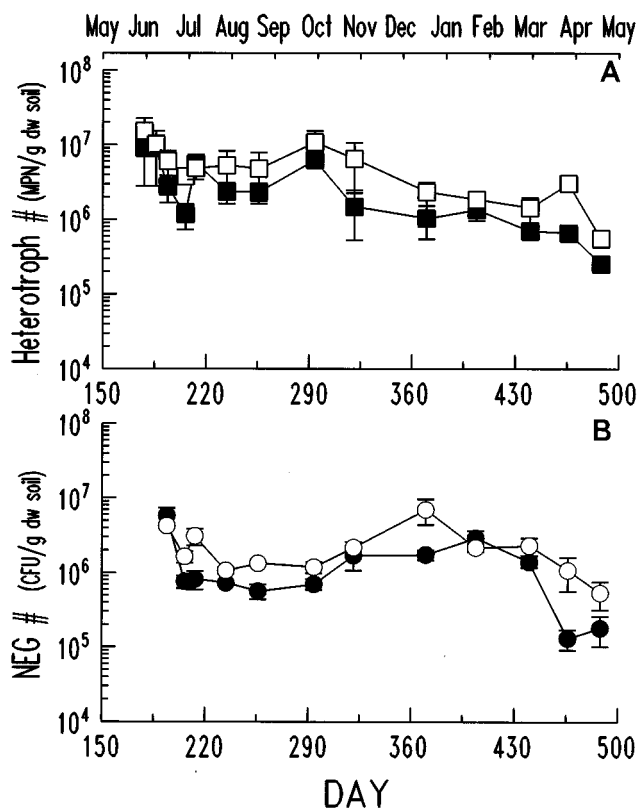 May Jun Jul Aug Sep Oct Nov Dec Jan Feb Mar Apr May
A
Heterotroph # (MPN/g dw soil)
10^8
10^7
10^6
10^5
10^4
150 220 290 360 430 500
B
NEG # (CFU/g dw soil)
10^8
10^7
10^6
10^5
10^4
150 220 290 360 430 500
DAY